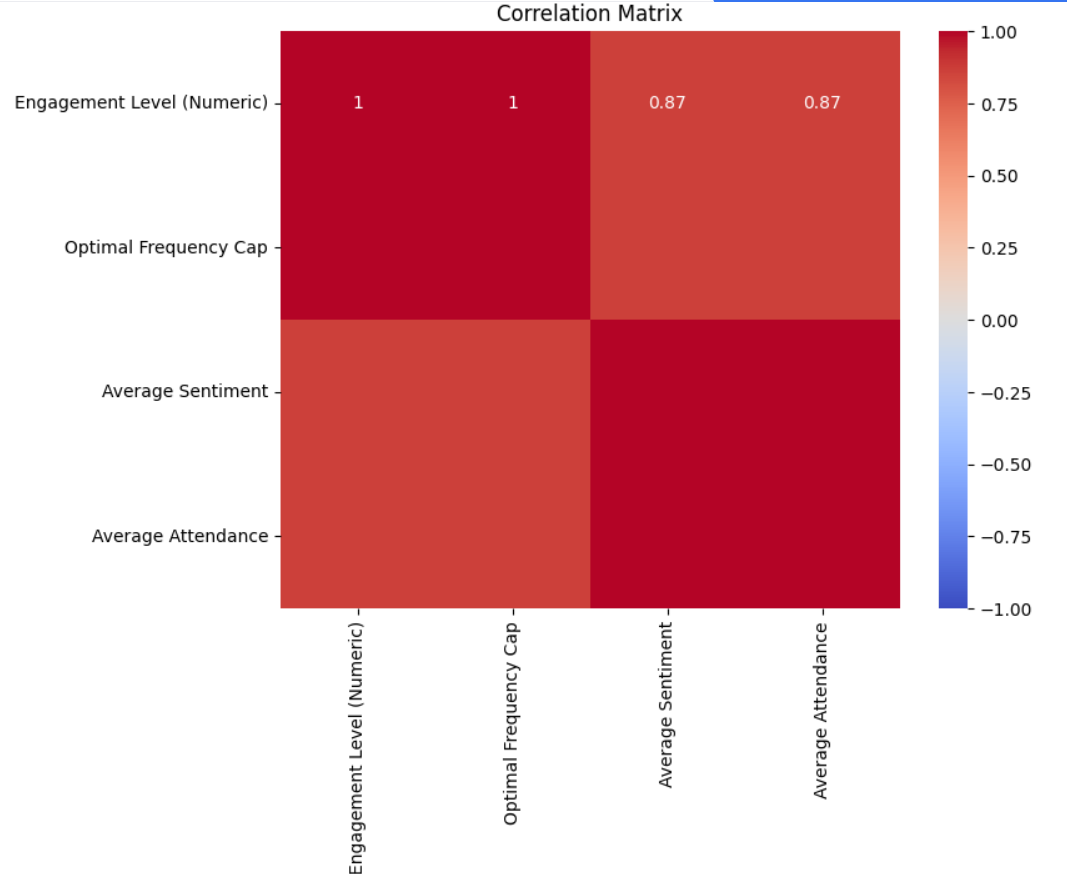 Correlation Matrix
Engagement Level (Numeric)
1 1 0.87 0.87
Optimal Frequency Cap
Average Sentiment
Average Attendance
Engagement Level (Numeric)
Optimal Frequency Cap
Average Sentiment
Average Attendance
1.00
0.75
0.50
0.25
0.00
−0.25
−0.50
−0.75
−1.00